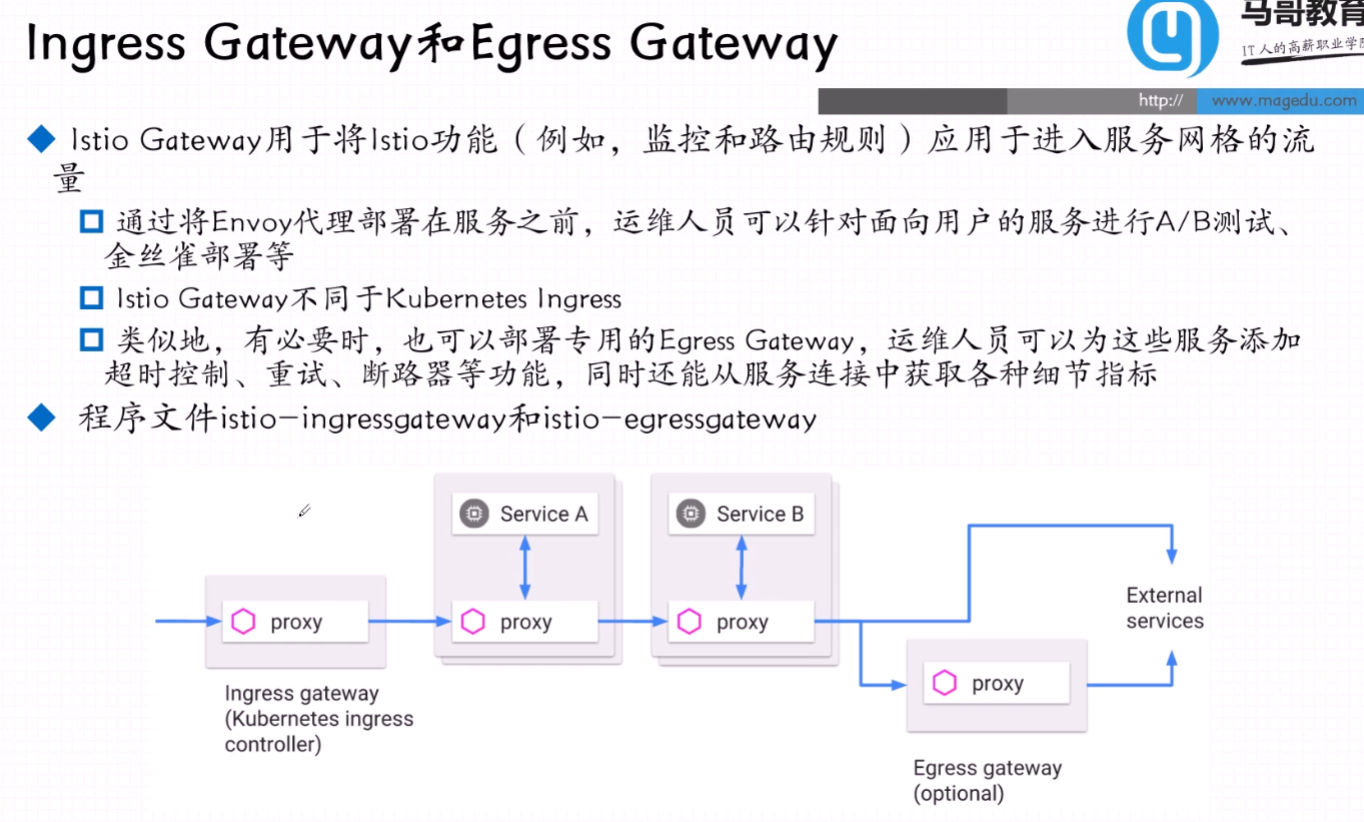 Ingress Gateway和Egress Gateway
马哥教育
IT人的高薪职业学院
http://
www.magedu.com
Istio Gateway用于将Istio功能（例如，监控和路由规则）应用于进入服务网格的流
量
通过将Envoy代理部署在服务之前，运维人员可以针对面向用户的服务进行A/B测试、
金丝雀部署等
Istio Gateway不同于Kubernetes Ingress
类似地，有必要时，也可以部署专用的Egress Gateway，运维人员可以为这些服务添加
超时控制、重试、断路器等功能，同时还能从服务连接中获取各种细节指标
程序文件istio-ingressgateway和istio-egressgateway
Service A
Service B
proxy
proxy
proxy
External
services
proxy
Ingress gateway
(Kubernetes ingress
controller)
Egress gateway
(optional)